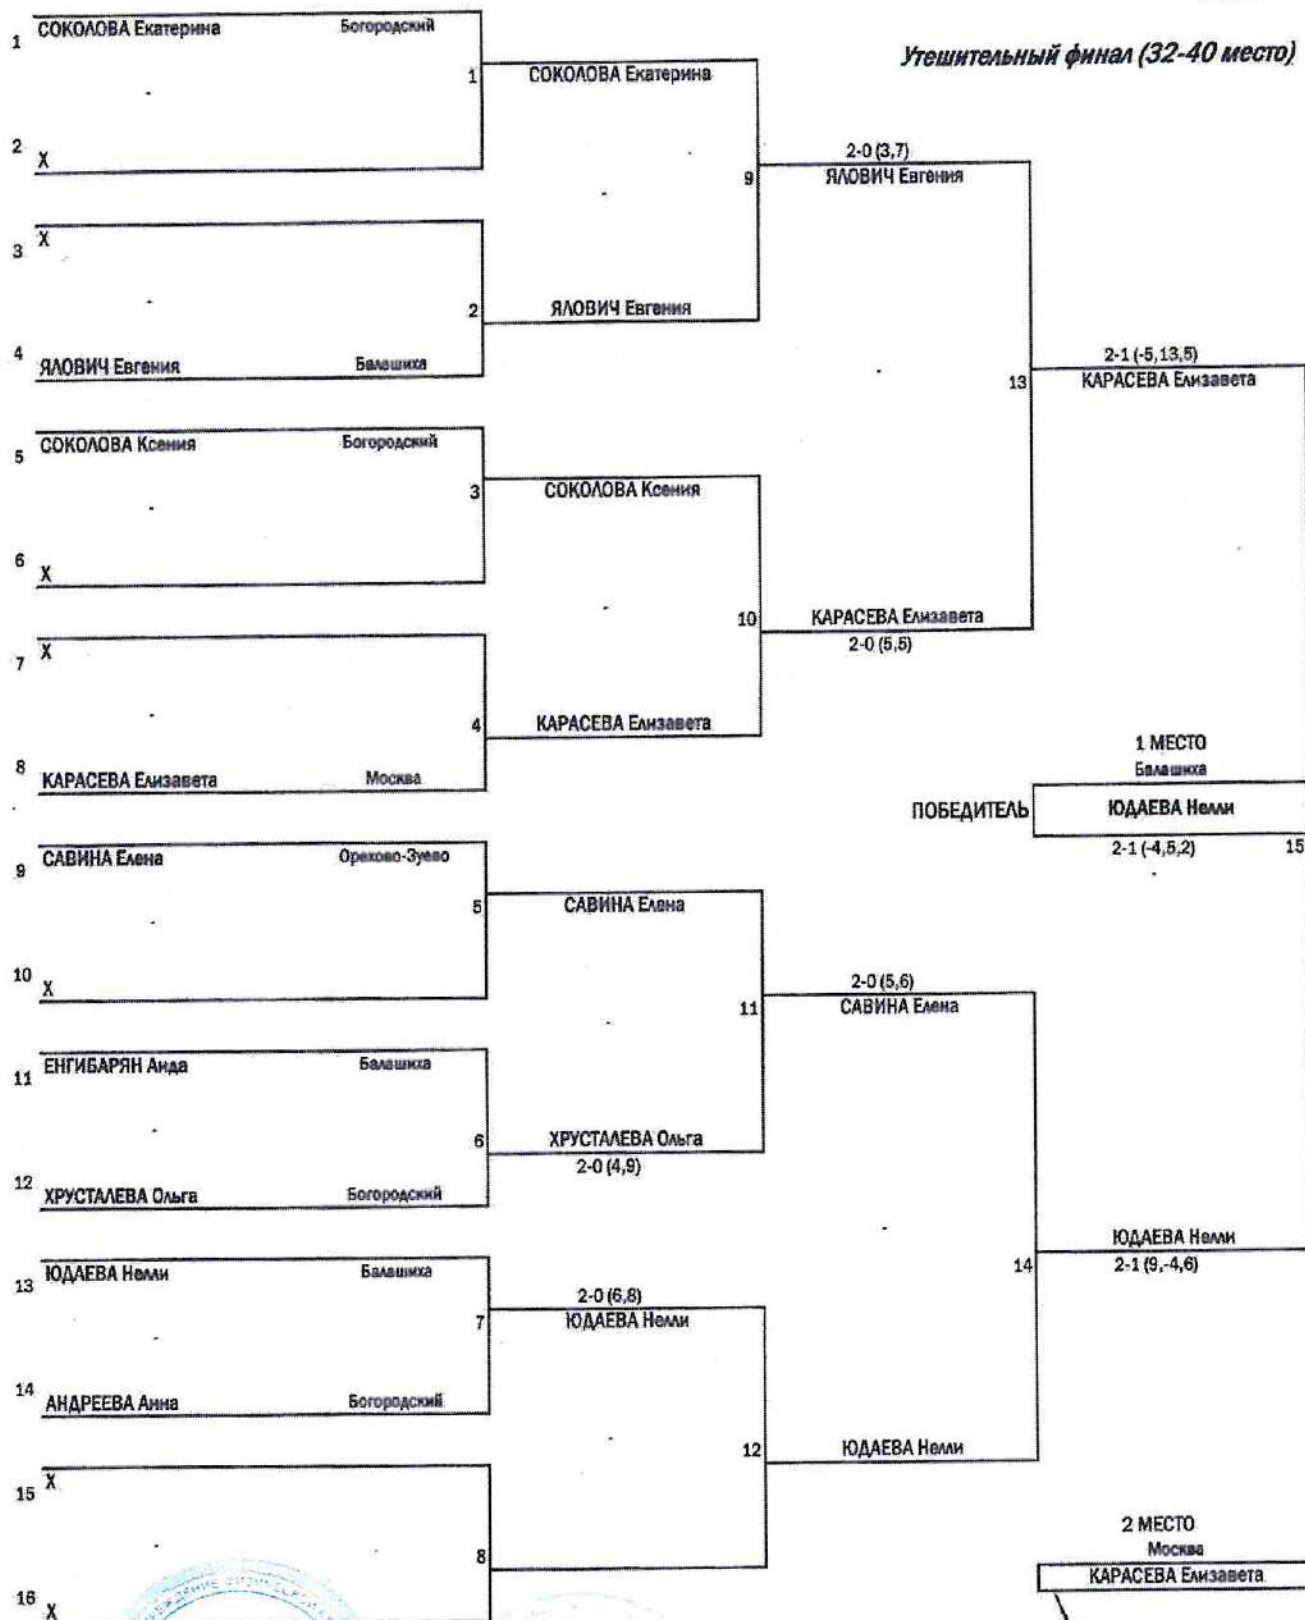 Утешительный финал (32-40 место)
1 СОКОЛОВА Екатерина Богородский
1 СОКОЛОВА Екатерина
2 X
2-0 (3,7)
9 ЯЛОВИЧ Евгения
3 X
2 ЯЛОВИЧ Евгения
4 ЯЛОВИЧ Евгения Балашиха
2-1 (-5,13,5)
13 КАРАСЕВА Елизавета
5 СОКОЛОВА Ксения Богородский
3 СОКОЛОВА Ксения
6 X
10 КАРАСЕВА Елизавета
2-0 (5,5)
7 X
4 КАРАСЕВА Елизавета
8 КАРАСЕВА Елизавета Москва
1 МЕСТО
Балашиха
ПОБЕДИТЕЛЬ ЮДАЕВА Нелли
2-1 (-4,5,2) 15
9 САВИНА Елена Орехово-Зуево
5 САВИНА Елена
10 X
2-0 (5,6)
11 САВИНА Елена
11 ЕНГИБАРЯН Аида Балашиха
6 ХРУСТАЛЕВА Ольга
2-0 (4,9)
12 ХРУСТАЛЕВА Ольга Богородский
14 ЮДАЕВА Нелли
2-1 (9,-4,6)
13 ЮДАЕВА Нелли Балашиха
2-0 (6,8)
7 ЮДАЕВА Нелли
14 АНДРЕЕВА Анна Богородский
12 ЮДАЕВА Нелли
15 X
8
16 X
2 МЕСТО
Москва
КАРАСЕВА Елизавета